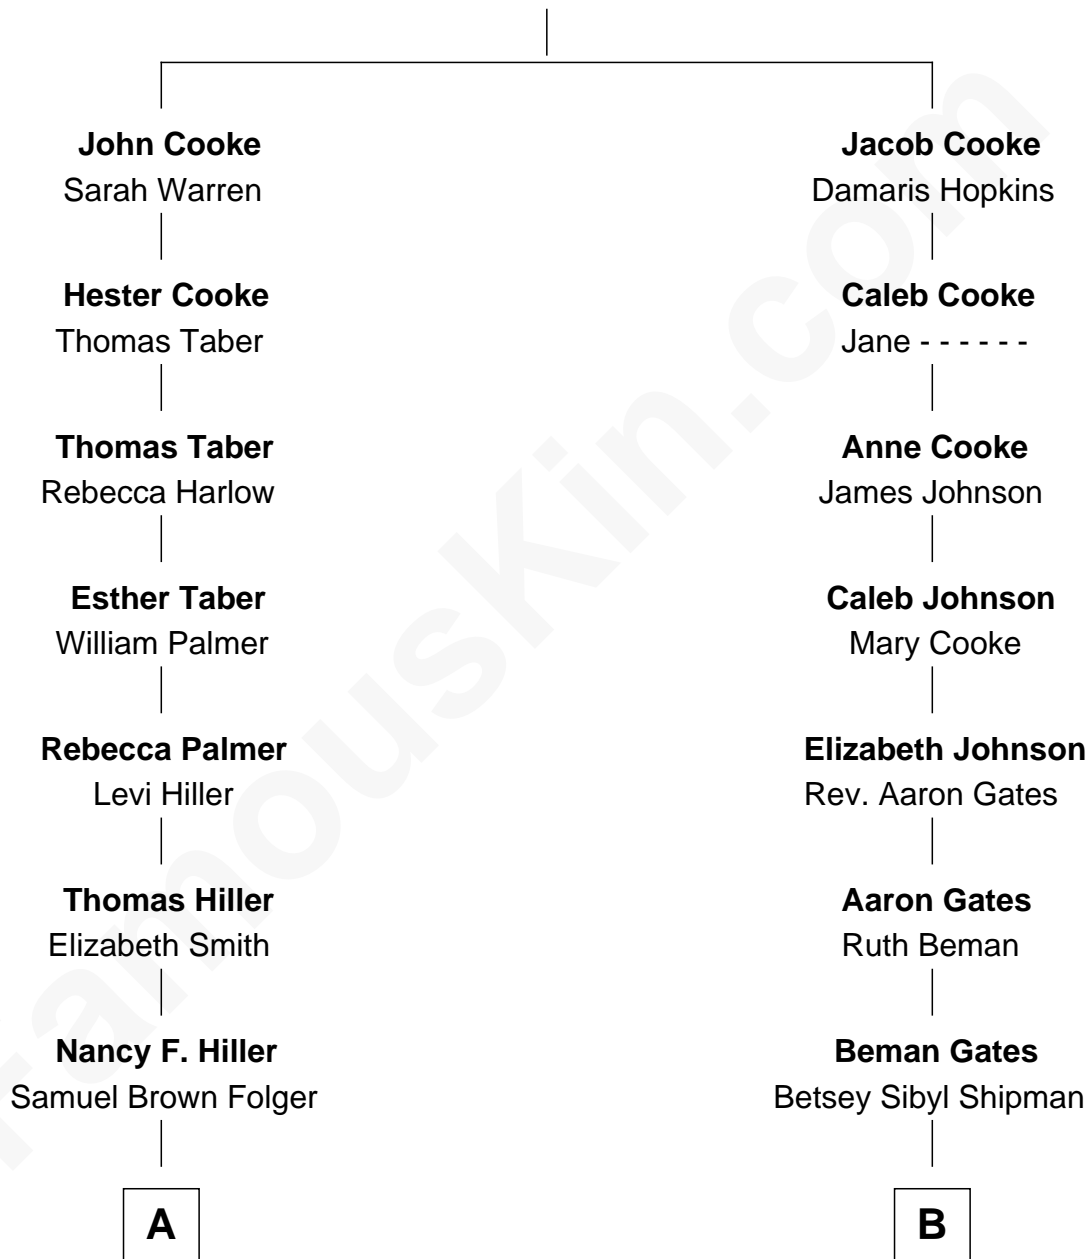 John Cooke
Sarah Warren
Jacob Cooke
Damaris Hopkins
Hester Cooke
Thomas Taber
Caleb Cooke
Jane - - - - - -
Thomas Taber
Rebecca Harlow
Anne Cooke
James Johnson
Esther Taber
William Palmer
Caleb Johnson
Mary Cooke
Rebecca Palmer
Levi Hiller
Elizabeth Johnson
Rev. Aaron Gates
Thomas Hiller
Elizabeth Smith
Aaron Gates
Ruth Beman
Nancy F. Hiller
Samuel Brown Folger
Beman Gates
Betsey Sibyl Shipman
A
B
FamousKin.com